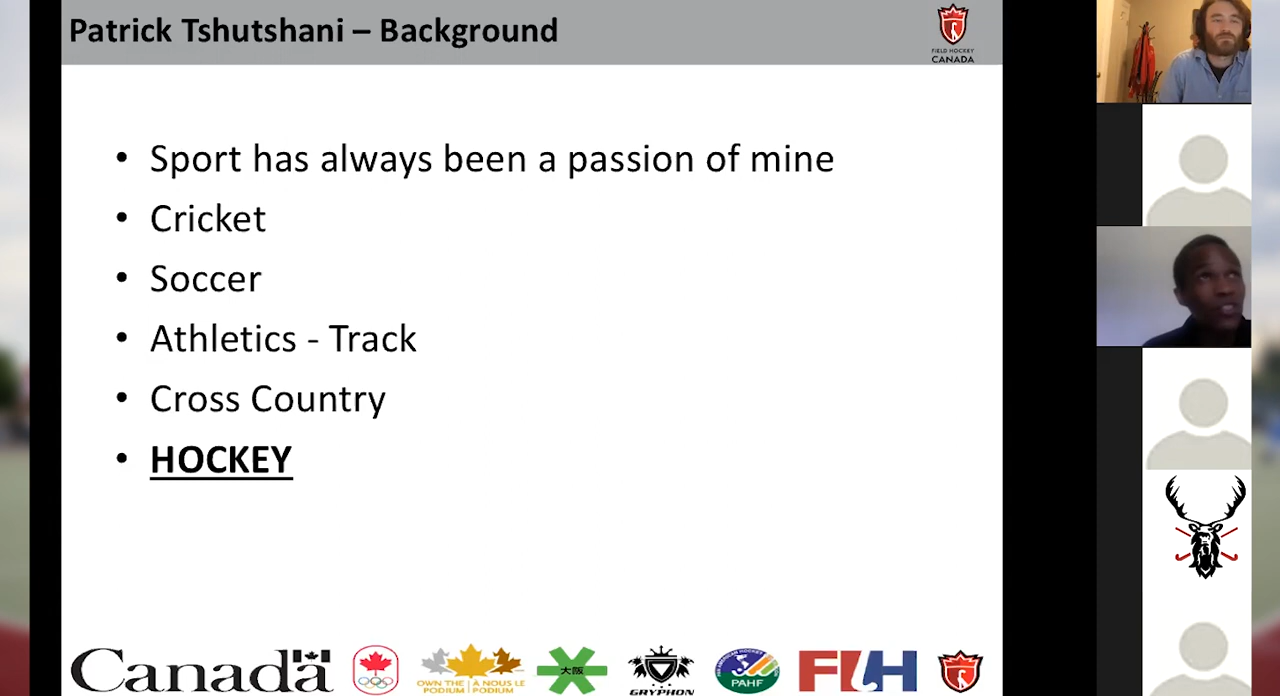 Patrick Tshutshani – Background
FIELD HOCKEY
CANADA
• Sport has always been a passion of mine
• Cricket
• Soccer
• Athletics - Track
• Cross Country
• HOCKEY
Canada
OWN THE PODIUM
À NOUS LE PODIUM
大阪
GRYPHON
PAHF
FIH